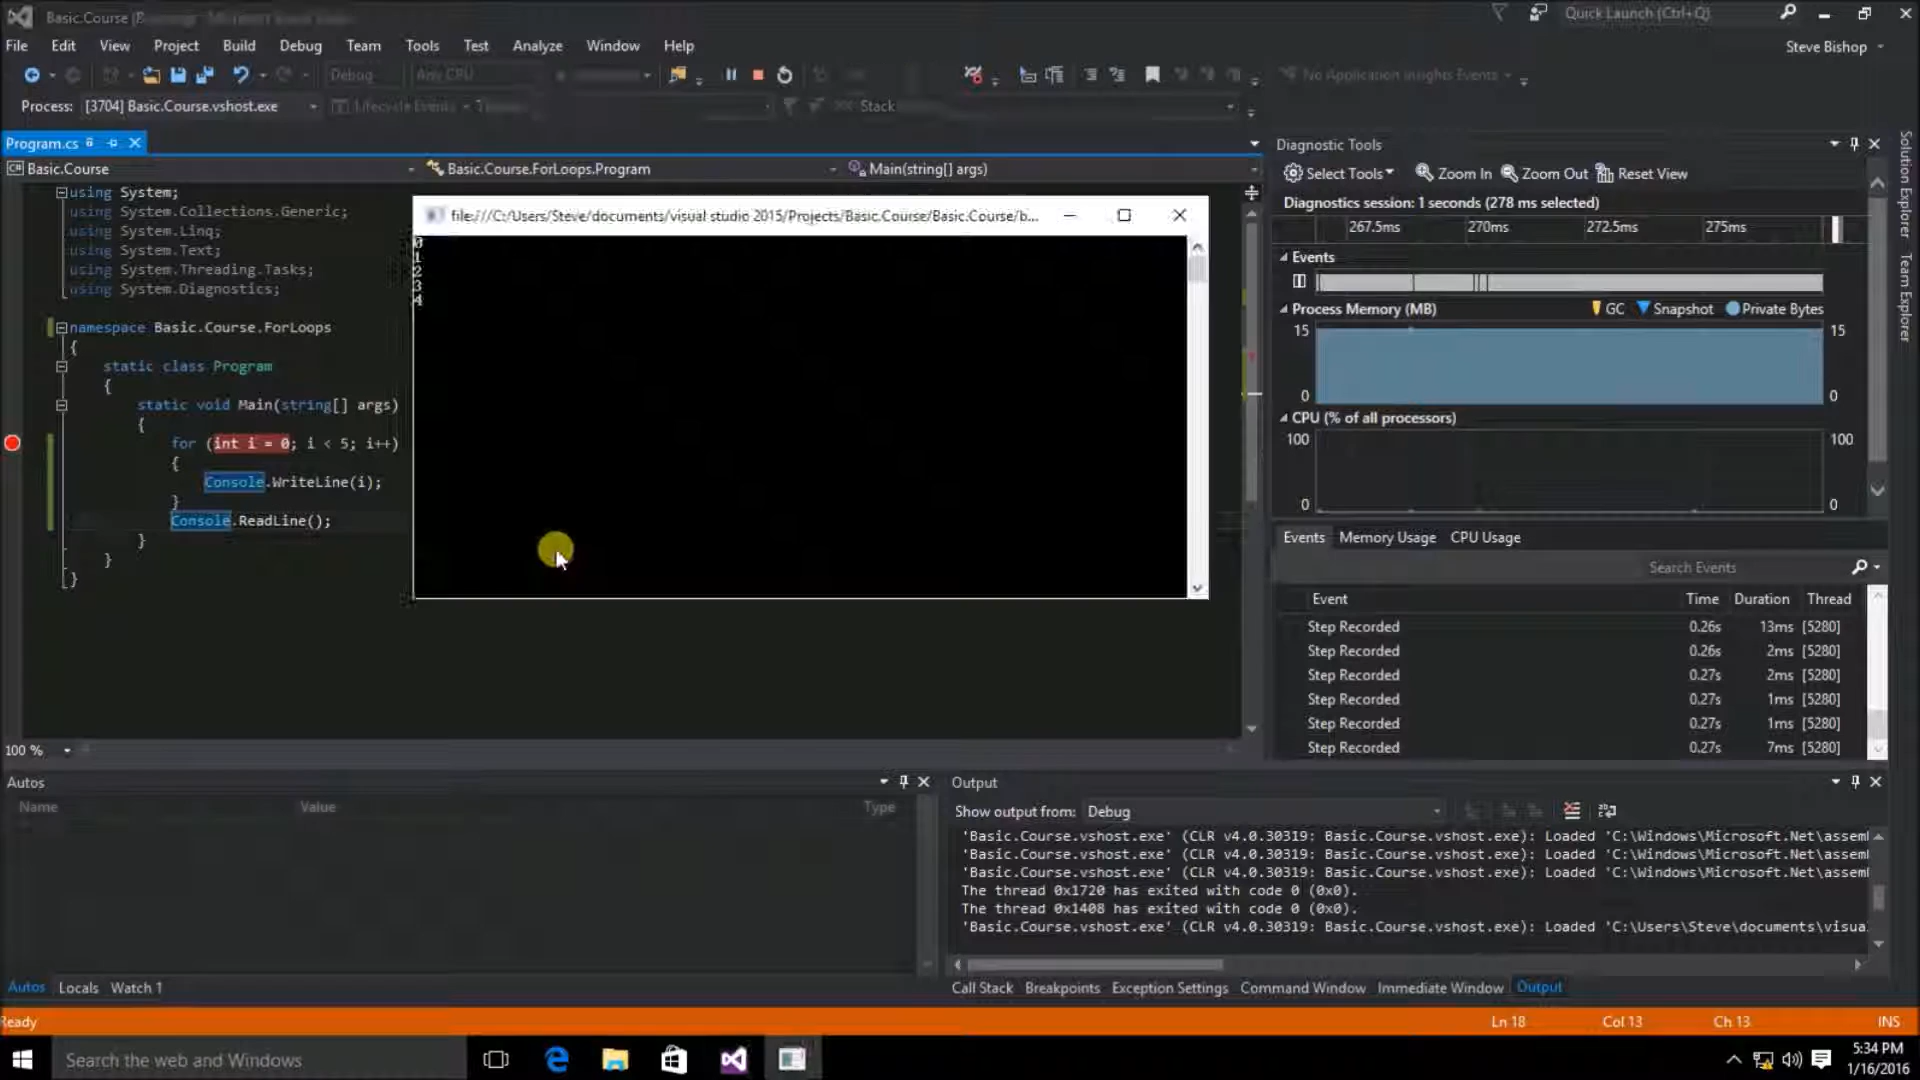 Basic.Course (
Quick Launch (Ctrl+Q)
File Edit View Project Build Debug Team Tools Test Analyze Window Help
Steve Bishop
Debug Any CPU
No Application Insights Events
Process: [3704] Basic.Course.vshost.exe Lifecycle Events Stack
Program.cs
Basic.Course Basic.Course.ForLoops.Program Main(string[] args)
using System;
using System.Collections.Generic;
using System.Linq;
using System.Text;
using System.Threading.Tasks;
using System.Diagnostics;
namespace Basic.Course.ForLoops
{
static class Program
{
static void Main(string[] args)
{
for (int i = 0; i < 5; i++)
{
Console.WriteLine(i);
}
Console.ReadLine();
}
}
}
file:///C:/Users/Steve/documents/visual studio 2015/Projects/Basic.Course/Basic.Course/b...
0
1
2
3
4
100 %
Diagnostic Tools
Select Tools Zoom In Zoom Out Reset View
Diagnostics session: 1 seconds (278 ms selected)
267.5ms 270ms 272.5ms 275ms
Events
Process Memory (MB) GC Snapshot Private Bytes
15 15
0 0
CPU (% of all processors)
100 100
0 0
Events Memory Usage CPU Usage
Search Events
Event Time Duration Thread
Step Recorded 0.26s 13ms [5280]
Step Recorded 0.26s 2ms [5280]
Step Recorded 0.27s 2ms [5280]
Step Recorded 0.27s 1ms [5280]
Step Recorded 0.27s 1ms [5280]
Step Recorded 0.27s 7ms [5280]
Solution Explorer
Team Explorer
Autos
Name Value Type
Autos Locals Watch 1
Output
Show output from: Debug
'Basic.Course.vshost.exe' (CLR v4.0.30319: Basic.Course.vshost.exe): Loaded 'C:\Windows\Microsoft.Net\assem
'Basic.Course.vshost.exe' (CLR v4.0.30319: Basic.Course.vshost.exe): Loaded 'C:\Windows\Microsoft.Net\assem
'Basic.Course.vshost.exe' (CLR v4.0.30319: Basic.Course.vshost.exe): Loaded 'C:\Windows\Microsoft.Net\assem
The thread 0x1720 has exited with code 0 (0x0).
The thread 0x1408 has exited with code 0 (0x0).
'Basic.Course.vshost.exe' (CLR v4.0.30319: Basic.Course.vshost.exe): Loaded 'C:\Users\Steve\documents\visua
Call Stack Breakpoints Exception Settings Command Window Immediate Window Output
Ready Ln 18 Col 13 Ch 13 INS
Search the web and Windows
5:34 PM
1/16/2016